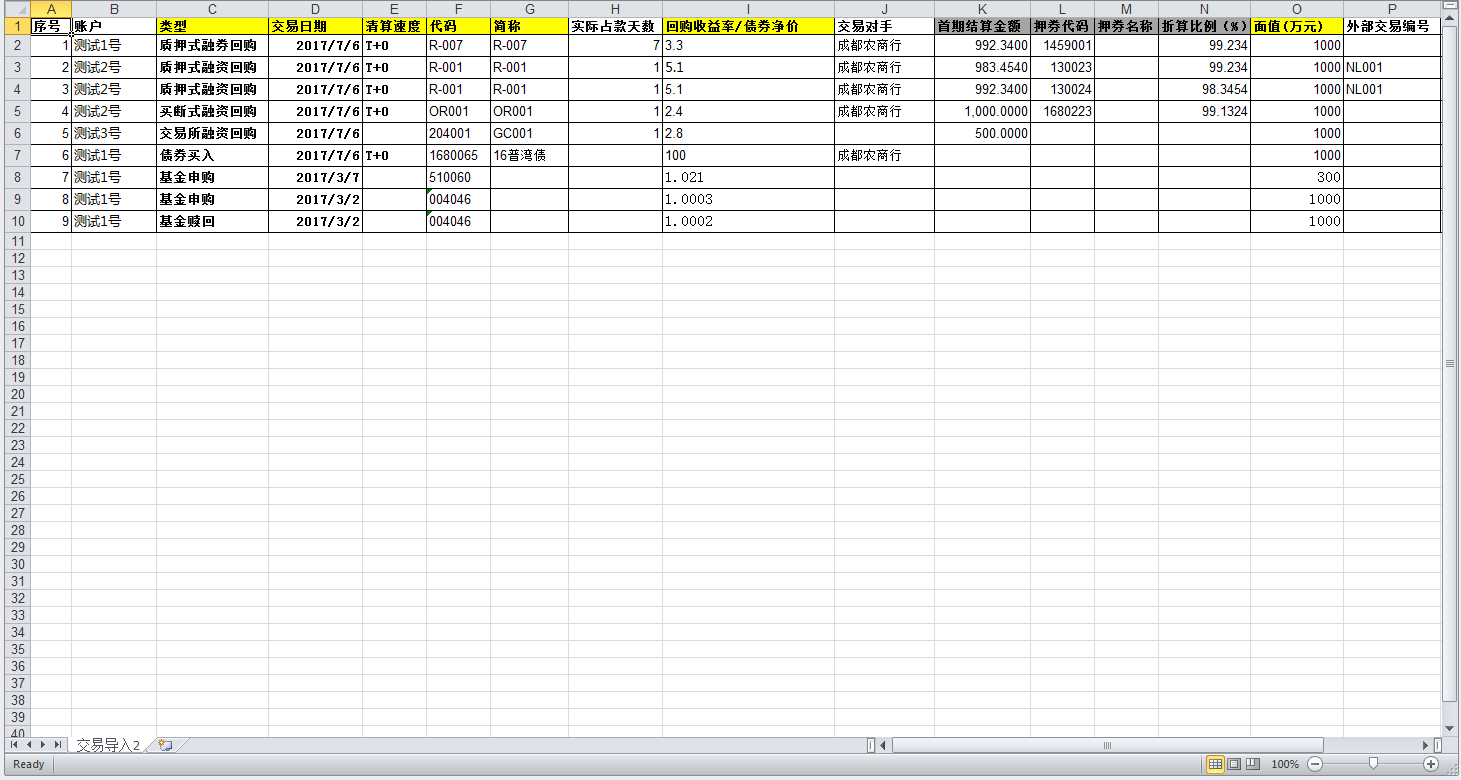 A B C D E F G H I J K L M N O P
1 序号 账户 类型 交易日期 清算速度 代码 简称 实际占款天数 回购收益率/债券净价 交易对手 首期结算金额 押券代码 押券名称 折算比例（%） 面值(万元) 外部交易编号
2 1 测试1号 质押式融券回购 2017/7/6 T+0 R-007 R-007 7 3.3 成都农商行 992.3400 1459001 99.234 1000
3 2 测试2号 质押式融资回购 2017/7/6 T+0 R-001 R-001 1 5.1 成都农商行 983.4540 130023 99.234 1000 NL001
4 3 测试2号 质押式融资回购 2017/7/6 T+0 R-001 R-001 1 5.1 成都农商行 992.3400 130024 98.3454 1000 NL001
5 4 测试2号 买断式融资回购 2017/7/6 T+0 OR001 OR001 1 2.4 成都农商行 1,000.0000 1680223 99.1324 1000
6 5 测试3号 交易所融资回购 2017/7/6 204001 GC001 1 2.8 500.0000 1000
7 6 测试1号 债券买入 2017/7/6 T+0 1680065 16普湾债 100 成都农商行 1000
8 7 测试1号 基金申购 2017/3/7 510060 1.021 300
9 8 测试1号 基金申购 2017/3/2 004046 1.0003 1000
10 9 测试1号 基金赎回 2017/3/2 004046 1.0002 1000
11
12
13
14
15
16
17
18
19
20
21
22
23
24
25
26
27
28
29
30
31
32
33
34
35
36
37
38
39
40
交易导入2
Ready 100%